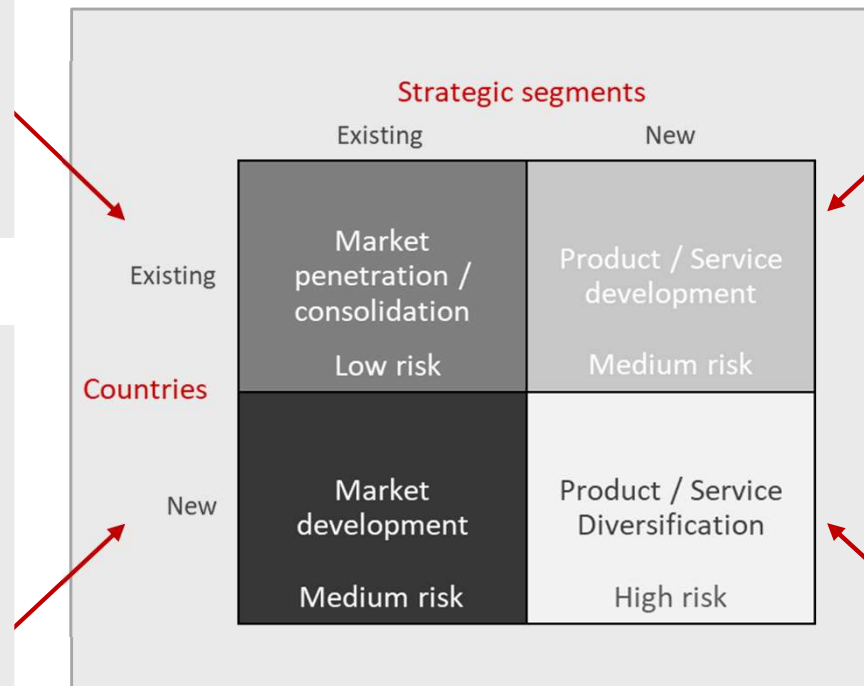 Strategic segments
Existing
New
Existing
Market
penetration /
consolidation
Low risk
Product / Service
development
Medium risk
Countries
New
Market
development
Medium risk
Product / Service
Diversification
High risk